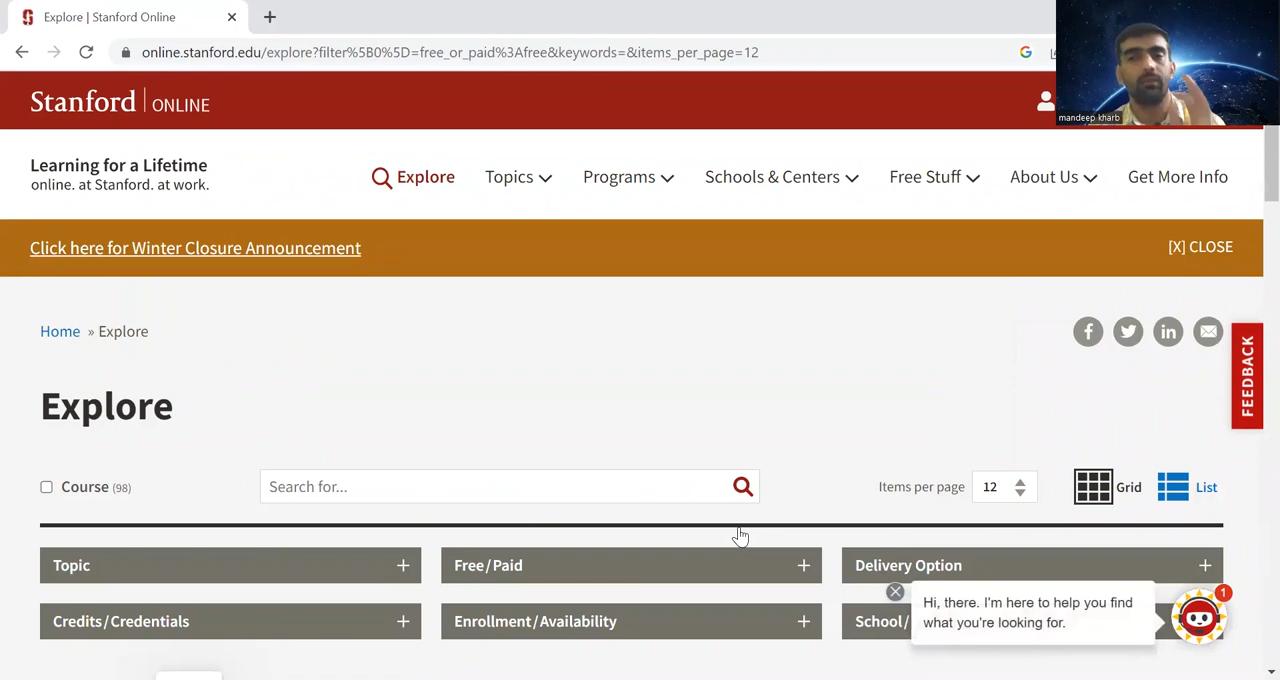 Explore | Stanford Online
online.stanford.edu/explore?filter%5B0%5D=free_or_paid%3Afree&keywords=&items_per_page=12
mandeep kharb
Stanford ONLINE
Learning for a Lifetime
online. at Stanford. at work.
Explore Topics Programs Schools & Centers Free Stuff About Us Get More Info
Click here for Winter Closure Announcement [X] CLOSE
Home » Explore
FEEDBACK
Explore
Course (98) Search for... Items per page 12 Grid List
Topic + Free/Paid + Delivery Option +
Credits/Credentials + Enrollment/Availability + School/
Hi, there. I'm here to help you find
what you're looking for.
1